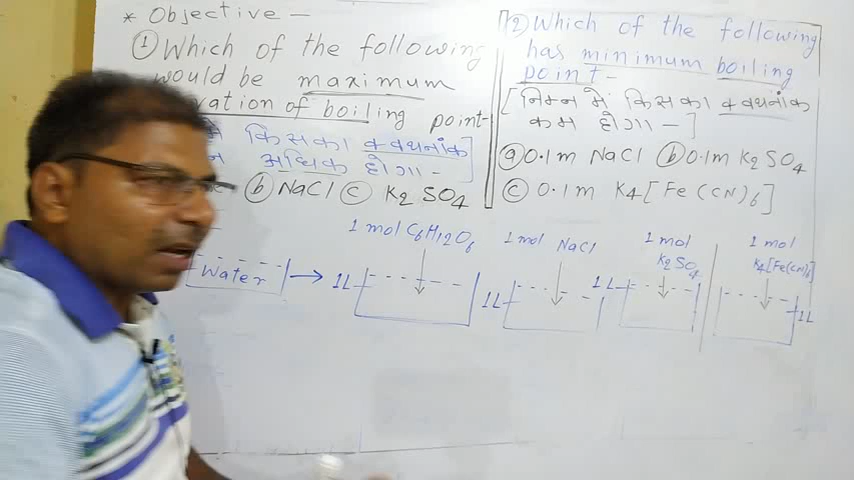 * Objective —
① Which of the following
would be maximum
vation of boiling point-
किसका क्वथनांक
अधिक होगा -]
ⓑ NaCl ⓒ K2SO4
② Which of the following
has minimum boiling
point-
[निम्न में किसका क्वथनांक
कम होगा -]
ⓐ 0.1m NaCl ⓑ 0.1m K2SO4
ⓒ 0.1m K4[Fe(CN)6]
1 mol C6H12O6
1 mol NaCl
1 mol
K2SO4
1 mol
K4[Fe(CN)6]
Water → 1L
1L
1L
1L